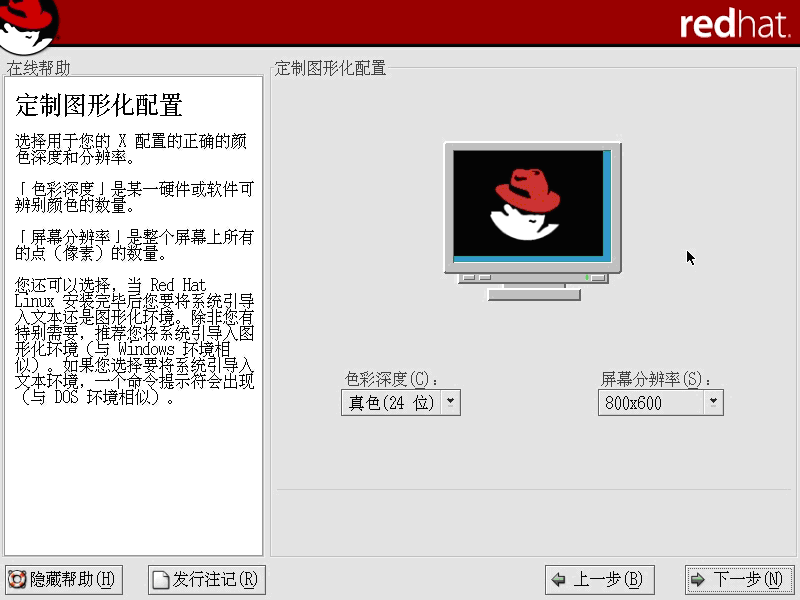 redhat.
在线帮助
定制图形化配置
定制图形化配置
选择用于您的 X 配置的正确的颜
色深度和分辨率。
「色彩深度」是某一硬件或软件可
辨别颜色的数量。
「屏幕分辨率」是整个屏幕上所有
的点（像素）的数量。
您还可以选择，当 Red Hat
Linux 安装完毕后您要将系统引导
入文本还是图形化环境。除非您有
特别需要，推荐您将系统引导入图
形化环境（与 Windows 环境相
似）。如果您选择要将系统引导入
文本环境，一个命令提示符会出现
（与 DOS 环境相似）。
色彩深度(C)：
屏幕分辨率(S)：
真色(24 位)
800x600
隐藏帮助(H)
发行注记(R)
上一步(B)
下一步(N)